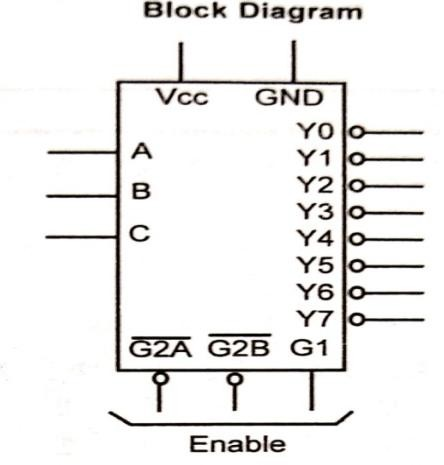 Block Diagram
Vcc GND
Y0
A
Y1
Y2
B
Y3
C
Y4
Y5
Y6
Y7
G2A G2B G1
Enable